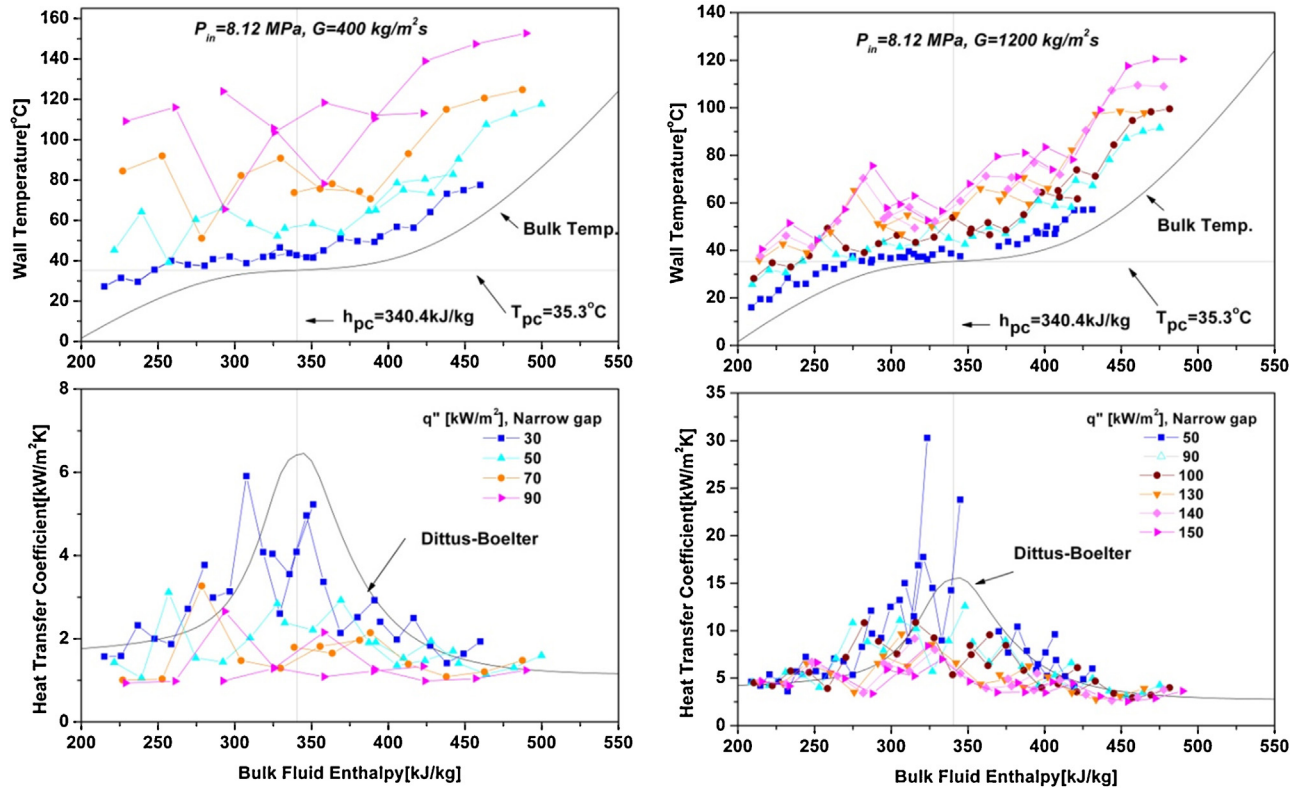 P_in=8.12 MPa, G=400 kg/m²s
Wall Temperature[°C]
160
140
120
100
80
60
40
20
0
Bulk Temp.
T_pc=35.3°C
h_pc=340.4kJ/kg
200 250 300 350 400 450 500 550
P_in=8.12 MPa, G=1200 kg/m²s
Wall Temperature[°C]
140
120
100
80
60
40
20
0
Bulk Temp.
T_pc=35.3°C
h_pc=340.4kJ/kg
200 250 300 350 400 450 500 550
Heat Transfer Coefficient[kW/m²K]
8
6
4
2
0
q" [kW/m²], Narrow gap
30
50
70
90
Dittus-Boelter
200 250 300 350 400 450 500 550
Bulk Fluid Enthalpy[kJ/kg]
Heat Transfer Coefficient[kW/m²K]
35
30
25
20
15
10
5
0
q" [kW/m²], Narrow gap
50
90
100
130
140
150
Dittus-Boelter
200 250 300 350 400 450 500 550
Bulk Fluid Enthalpy[kJ/kg]